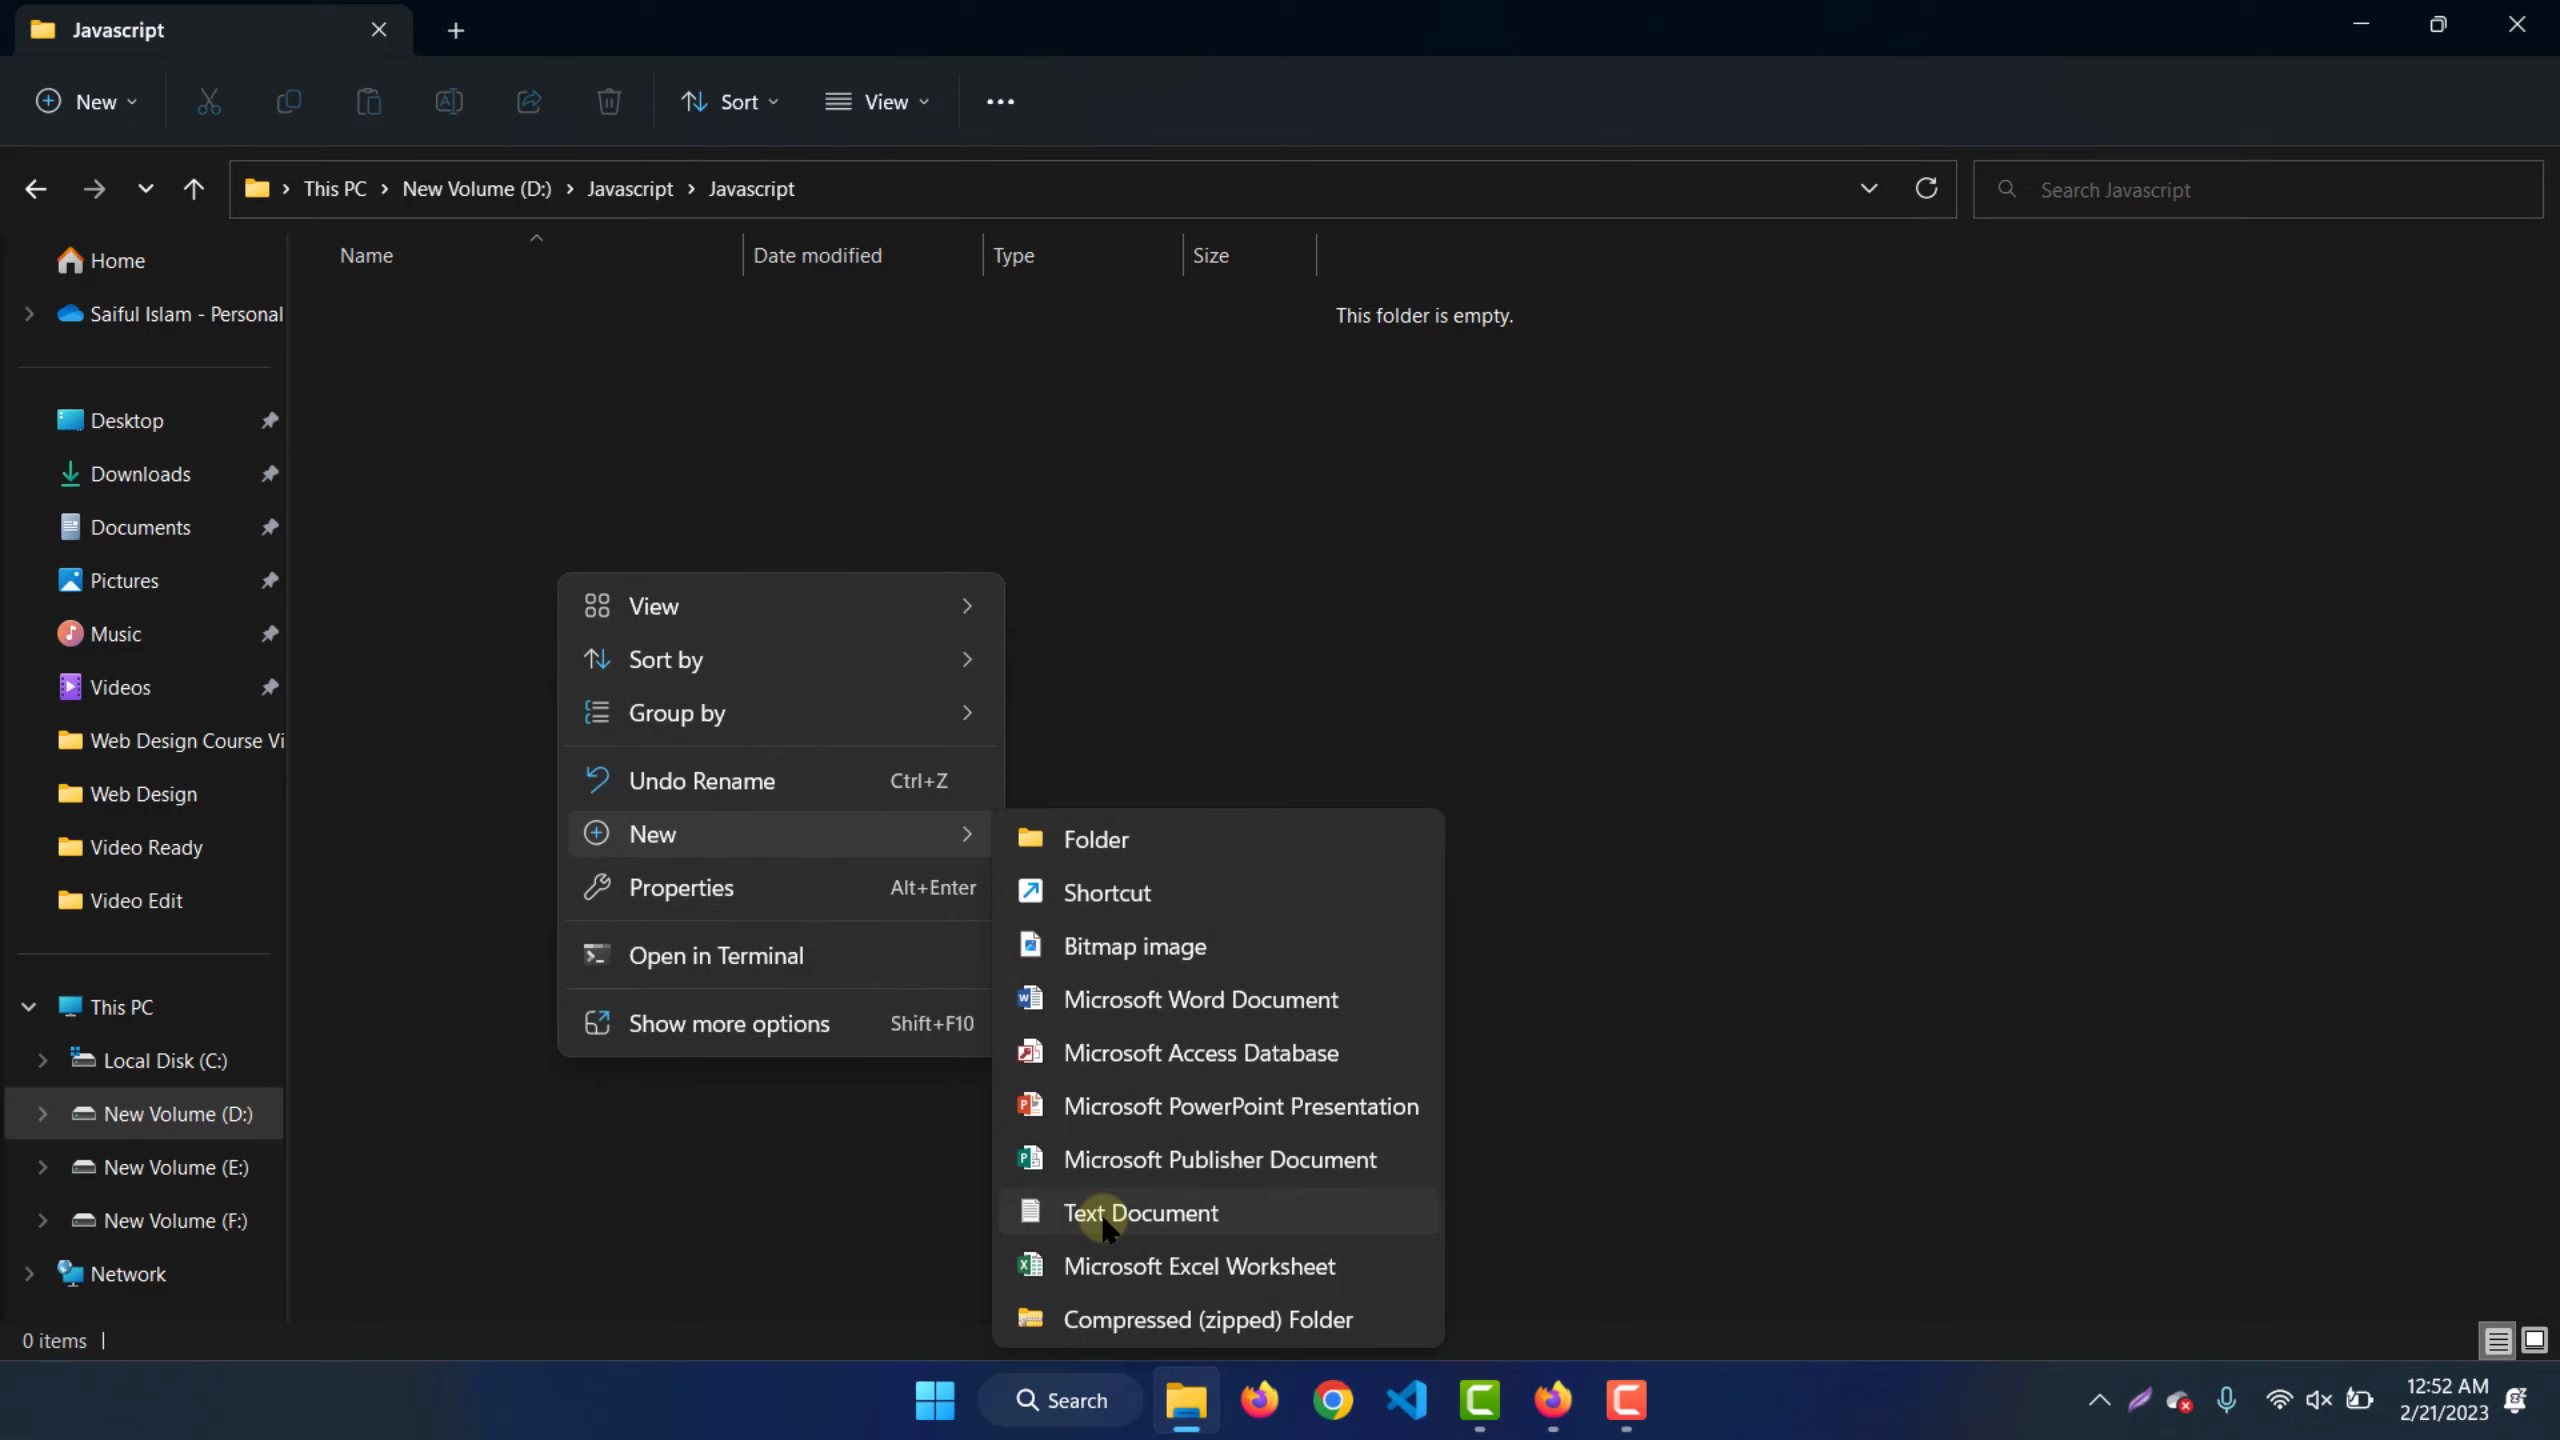 Javascript
New
Sort
View
This PC
New Volume (D:)
Javascript
Javascript
Search Javascript
Name
Date modified
Type
Size
This folder is empty.
Home
Saiful Islam - Personal
Desktop
Downloads
Documents
Pictures
Music
Videos
Web Design Course Vi
Web Design
Video Ready
Video Edit
This PC
Local Disk (C:)
New Volume (D:)
New Volume (E:)
New Volume (F:)
Network
View
Sort by
Group by
Undo Rename Ctrl+Z
New
Properties Alt+Enter
Open in Terminal
Show more options Shift+F10
Folder
Shortcut
Bitmap image
Microsoft Word Document
Microsoft Access Database
Microsoft PowerPoint Presentation
Microsoft Publisher Document
Text Document
Microsoft Excel Worksheet
Compressed (zipped) Folder
0 items
Search
12:52 AM
2/21/2023